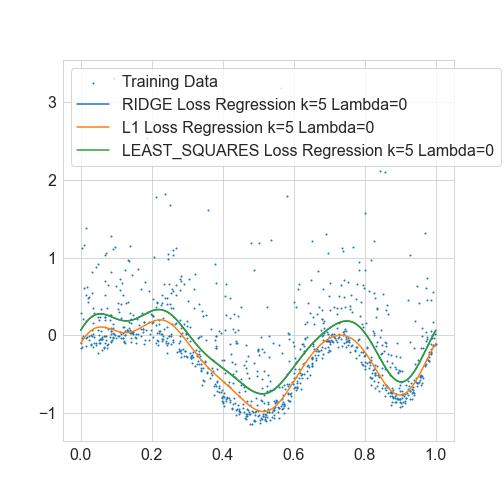 Training Data
RIDGE Loss Regression k=5 Lambda=0
L1 Loss Regression k=5 Lambda=0
LEAST_SQUARES Loss Regression k=5 Lambda=0
3
2
1
0
−1
0.0 0.2 0.4 0.6 0.8 1.0